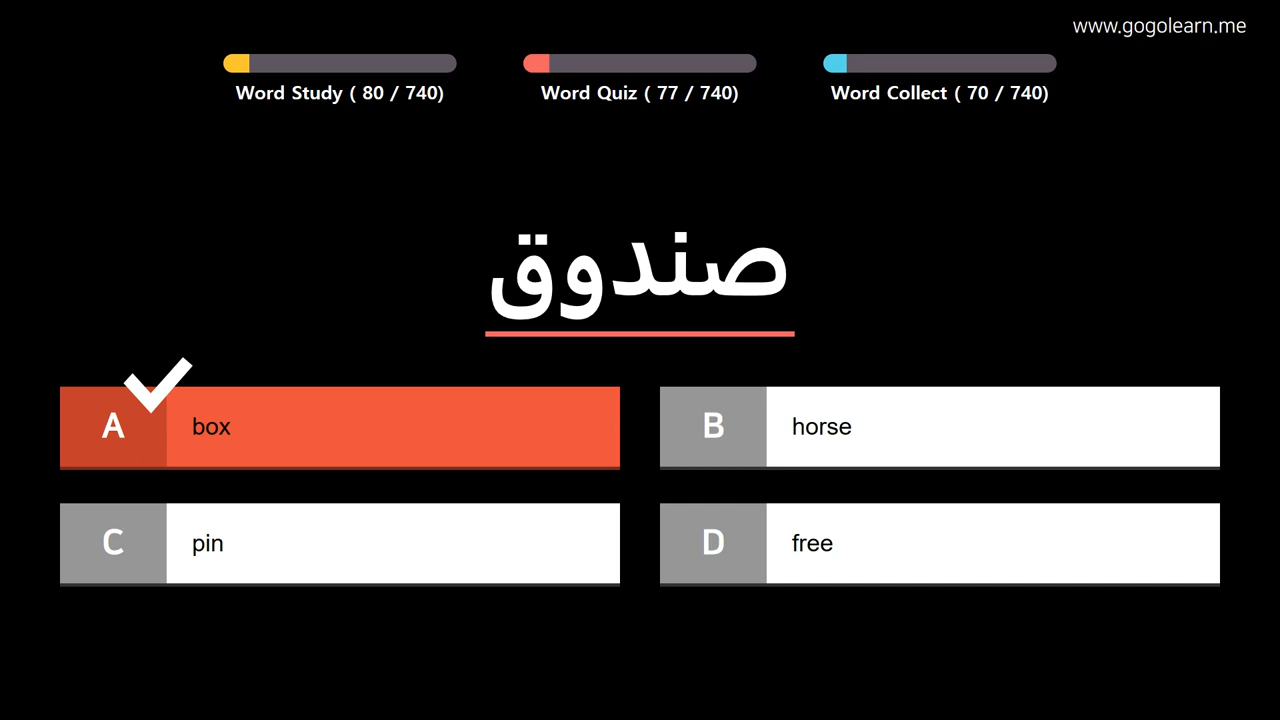 www.gogolearn.me
Word Study ( 80 / 740)
Word Quiz ( 77 / 740)
Word Collect ( 70 / 740)
صندوق
A box
B horse
C pin
D free